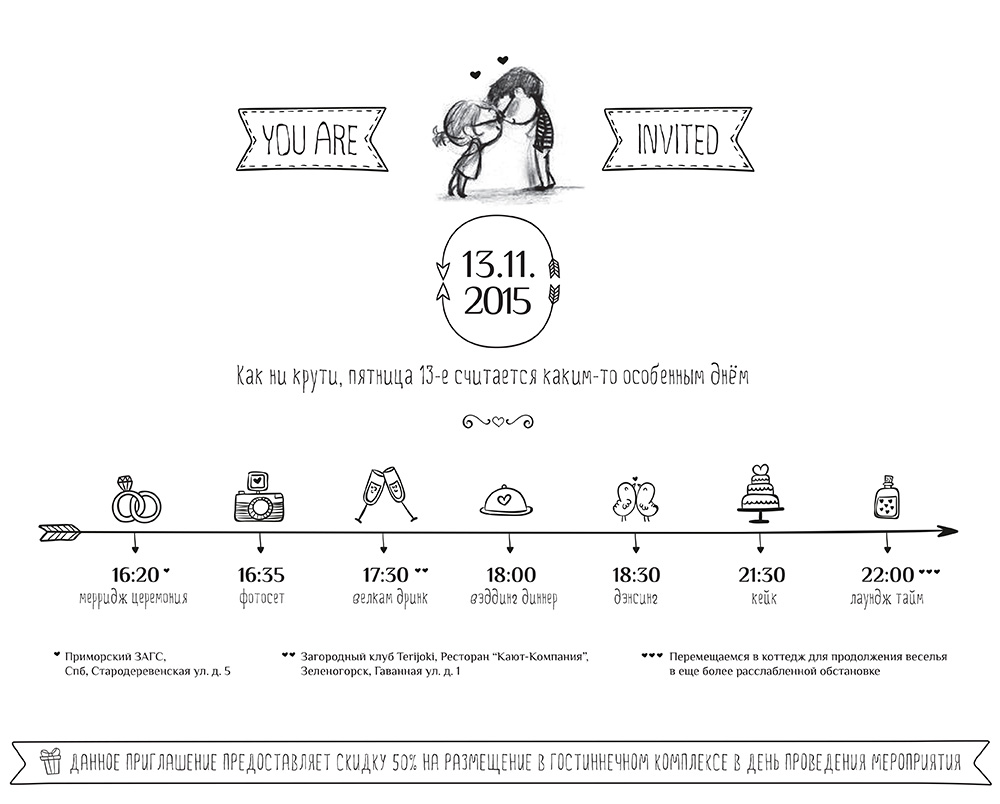 YOU ARE
INVITED
13.11.
2015
Как ни крути, пятница 13-е считается каким-то особенным днём
16:20
мерридж церемония
16:35
фотосет
17:30
велкам дринк
18:00
вэддинг диннер
18:30
дэнсинг
21:30
кейк
22:00
лаундж тайм
Приморский ЗАГС,
Спб, Стародеревенская ул. д. 5
Загородный клуб Terijoki, Ресторан “Кают-Компания”,
Зеленогорск, Гаванная ул. д. 1
Перемещаемся в коттедж для продолжения веселья
в еще более расслабленной обстановке
ДАННОЕ ПРИГЛАШЕНИЕ ПРЕДОСТАВЛЯЕТ СКИДКУ 50% НА РАЗМЕЩЕНИЕ В ГОСТИННЕЧНОМ КОМПЛЕКСЕ В ДЕНЬ ПРОВЕДЕНИЯ МЕРОПРИЯТИЯ